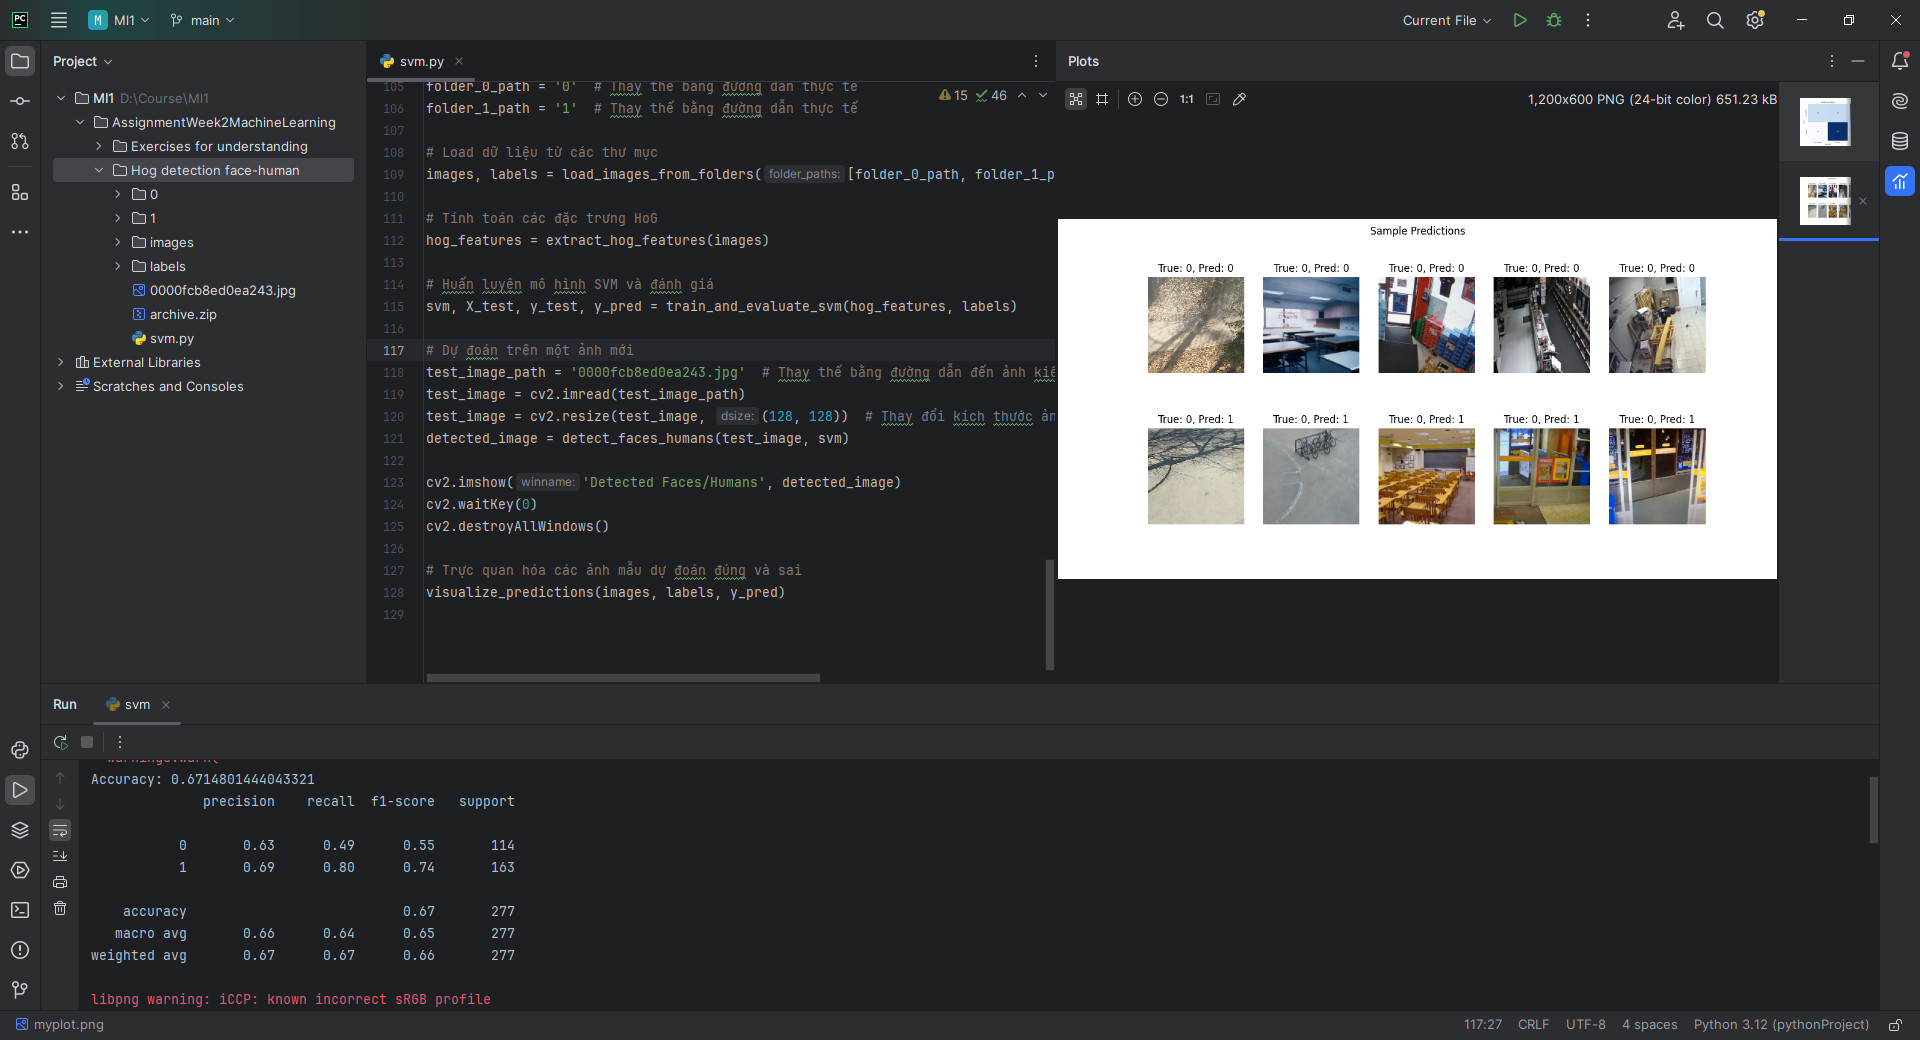 PC
M MI1
main
Current File
Project
MI1 D:\Course\MI1
AssignmentWeek2MachineLearning
Exercises for understanding
Hog detection face-human
0
1
images
labels
0000fcb8ed0ea243.jpg
archive.zip
svm.py
External Libraries
Scratches and Consoles
svm.py
15 46
105 folder_0_path = '0' # Thay thế bằng đường dẫn thực tế
106 folder_1_path = '1' # Thay thế bằng đường dẫn thực tế
107
108 # Load dữ liệu từ các thư mục
109 images, labels = load_images_from_folders( folder_paths: [folder_0_path, folder_1_p
110
111 # Tính toán các đặc trưng HoG
112 hog_features = extract_hog_features(images)
113
114 # Huấn luyện mô hình SVM và đánh giá
115 svm, X_test, y_test, y_pred = train_and_evaluate_svm(hog_features, labels)
116
117 # Dự đoán trên một ảnh mới
118 test_image_path = '0000fcb8ed0ea243.jpg' # Thay thế bằng đường dẫn đến ảnh kiể
119 test_image = cv2.imread(test_image_path)
120 test_image = cv2.resize(test_image, dsize: (128, 128)) # Thay đổi kích thước ản
121 detected_image = detect_faces_humans(test_image, svm)
122
123 cv2.imshow( winname: 'Detected Faces/Humans', detected_image)
124 cv2.waitKey(0)
125 cv2.destroyAllWindows()
126
127 # Trực quan hóa các ảnh mẫu dự đoán đúng và sai
128 visualize_predictions(images, labels, y_pred)
129
Plots
1:1
1,200x600 PNG (24-bit color) 651.23 kB
Sample Predictions
True: 0, Pred: 0 True: 0, Pred: 0 True: 0, Pred: 0 True: 0, Pred: 0 True: 0, Pred: 0
True: 0, Pred: 1 True: 0, Pred: 1 True: 0, Pred: 1 True: 0, Pred: 1 True: 0, Pred: 1
Run svm
warnings.warn(
Accuracy: 0.6714801444043321
precision recall f1-score support
0 0.63 0.49 0.55 114
1 0.69 0.80 0.74 163
accuracy 0.67 277
macro avg 0.66 0.64 0.65 277
weighted avg 0.67 0.67 0.66 277
libpng warning: iCCP: known incorrect sRGB profile
myplot.png
117:27 CRLF UTF-8 4 spaces Python 3.12 (pythonProject)